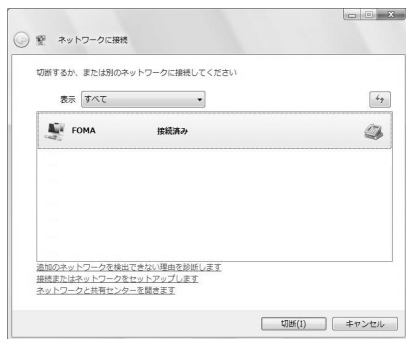 ネットワークに接続
切断するか、または別のネットワークに接続してください
表示 すべて
FOMA 接続済み
追加のネットワークを検出できない理由を診断します
接続またはネットワークをセットアップします
ネットワークと共有センターを開きます
切断(I) キャンセル